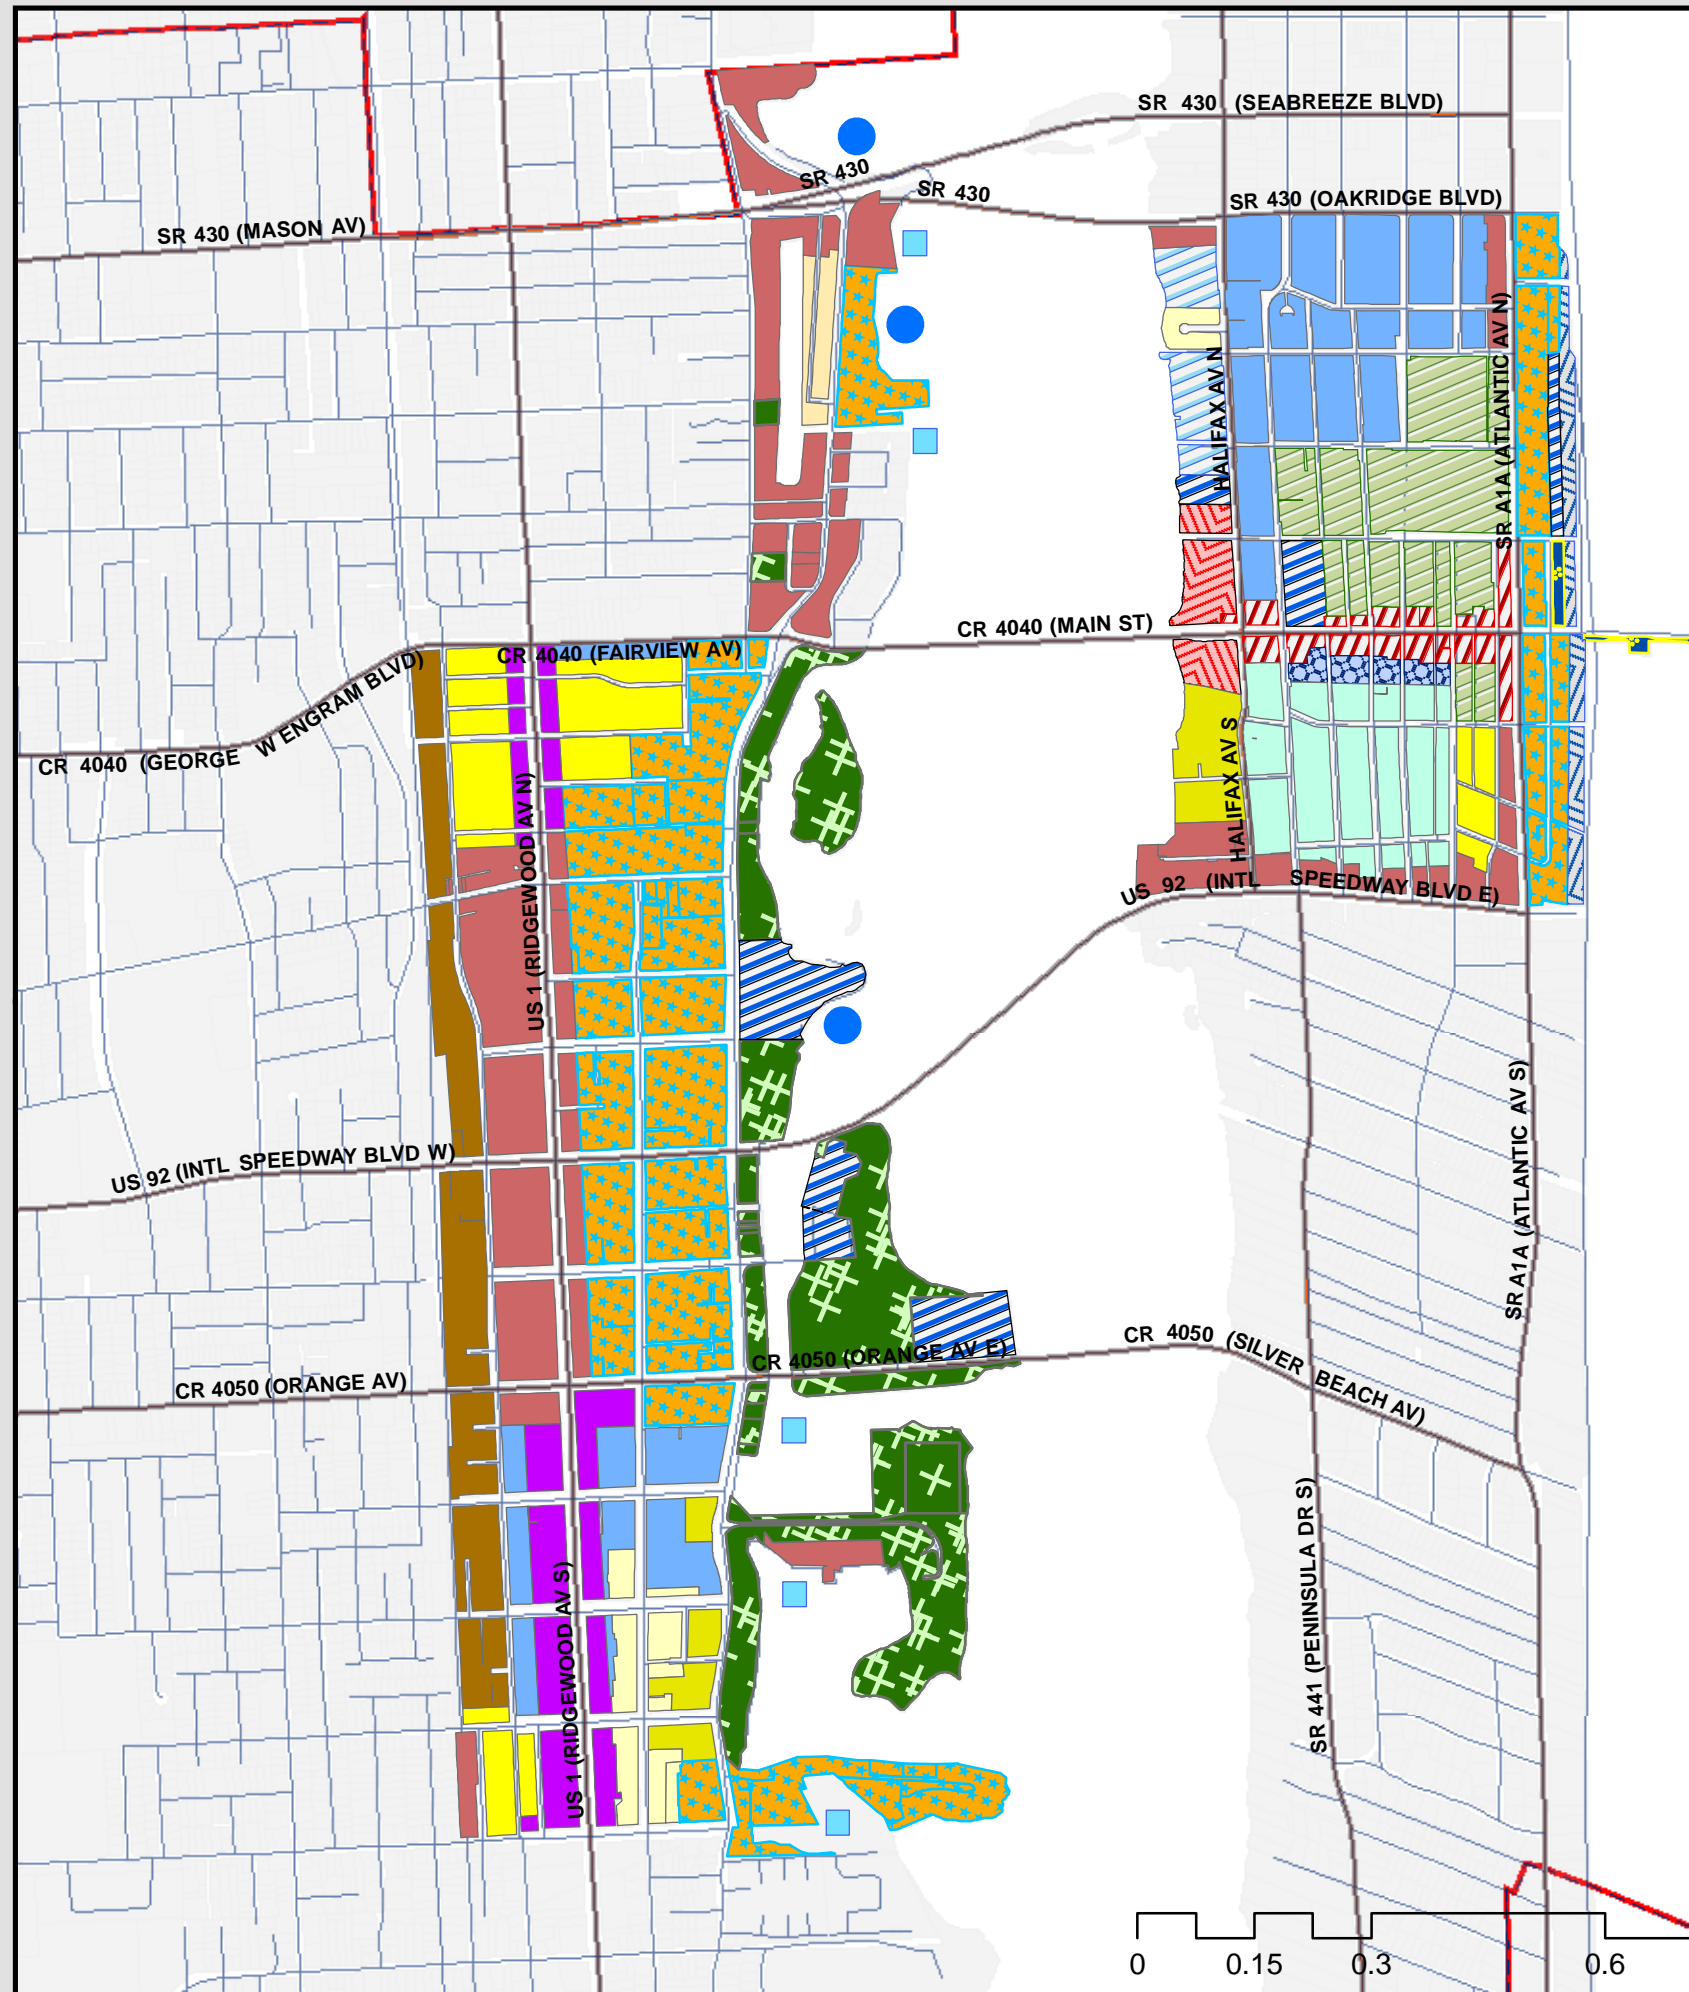 SR 430 (SEABREEZE BLVD)
SR 430
SR 430
SR 430 (OAKRIDGE BLVD)
SR 430 (MASON AV)
HALIFAX AV N
SR A1A (ATLANTIC AV N)
CR 4040 (MAIN ST)
CR 4040 (FAIRVIEW AV)
CR 4040 (GEORGE W ENGRAM BLVD)
US 1 (RIDGEWOOD AV N)
HALIFAX AV S
US 92 (INTL SPEEDWAY BLVD E)
US 92 (INTL SPEEDWAY BLVD W)
SR A1A (ATLANTIC AV S)
CR 4050 (SILVER BEACH AV)
CR 4050 (ORANGE AV E)
CR 4050 (ORANGE AV)
US 1 (RIDGEWOOD AV S)
US 1 (RIDGEWOOD AV S)
SR 441 (PENINSULA DR S)
0 0.15 0.3 0.6